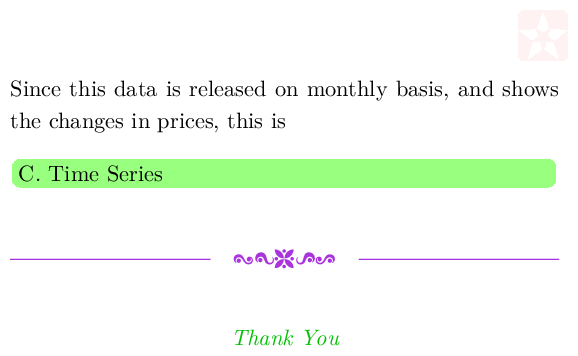 Since this data is released on monthly basis, and shows
the changes in prices, this is
C. Time Series
Thank You